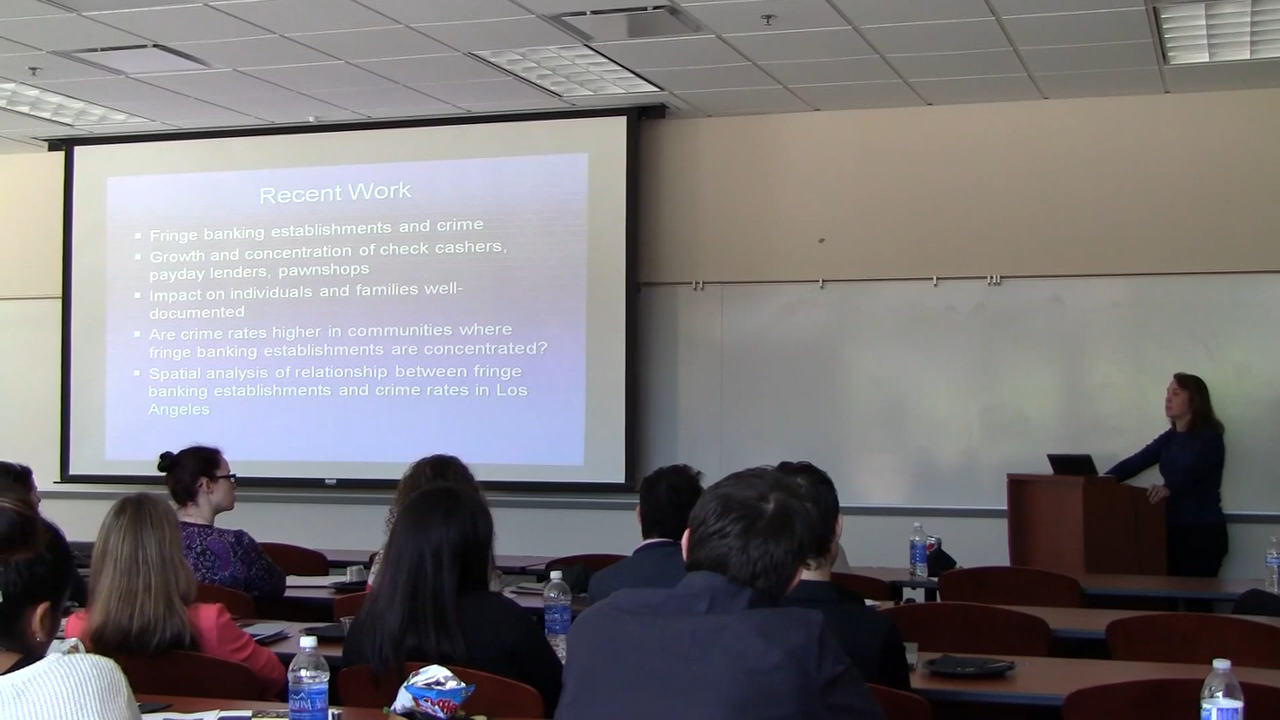 Recent Work
▪ Fringe banking establishments and crime
▪ Growth and concentration of check cashers,
payday lenders, pawnshops
▪ Impact on individuals and families well-
documented
▪ Are crime rates higher in communities where
fringe banking establishments are concentrated?
▪ Spatial analysis of relationship between fringe
banking establishments and crime rates in Los
Angeles